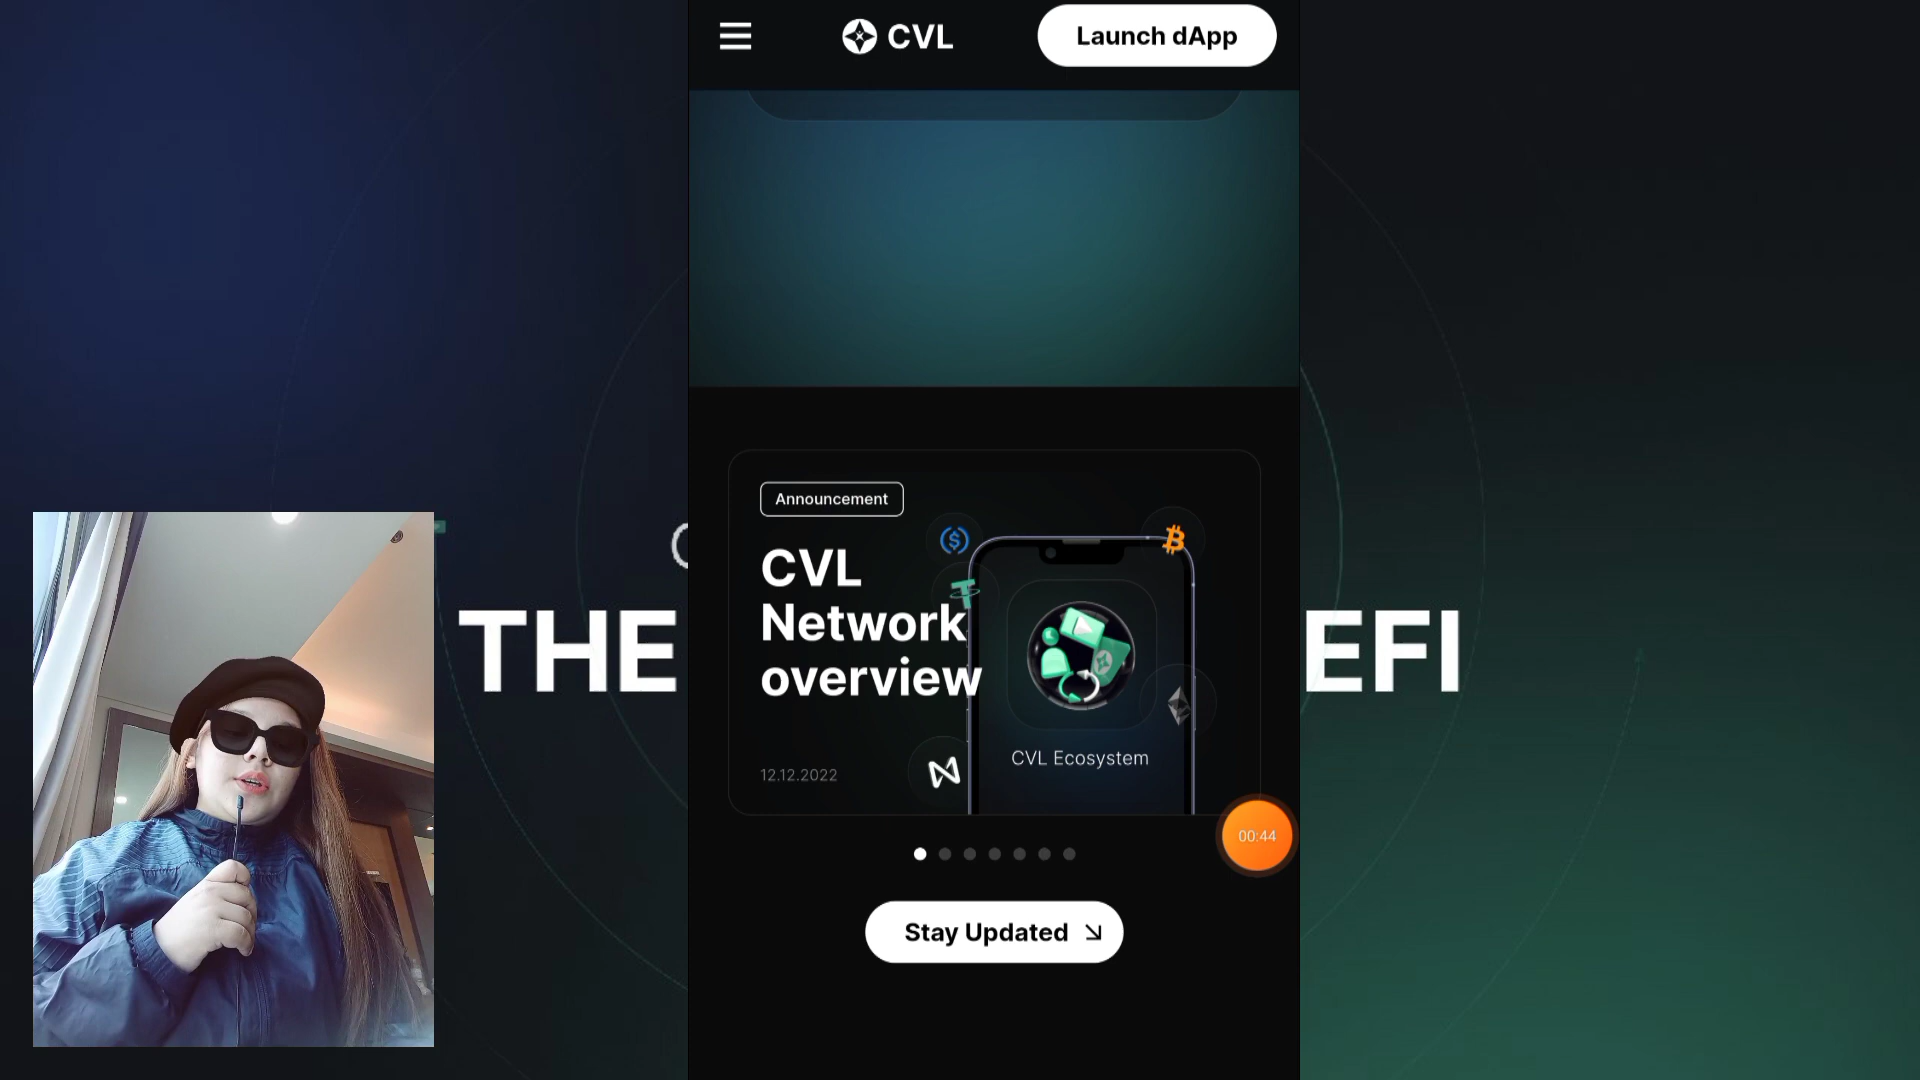 CVL
Launch dApp
Announcement
CVL
Network
overview
12.12.2022
CVL Ecosystem
00:44
Stay Updated
THE
EFI